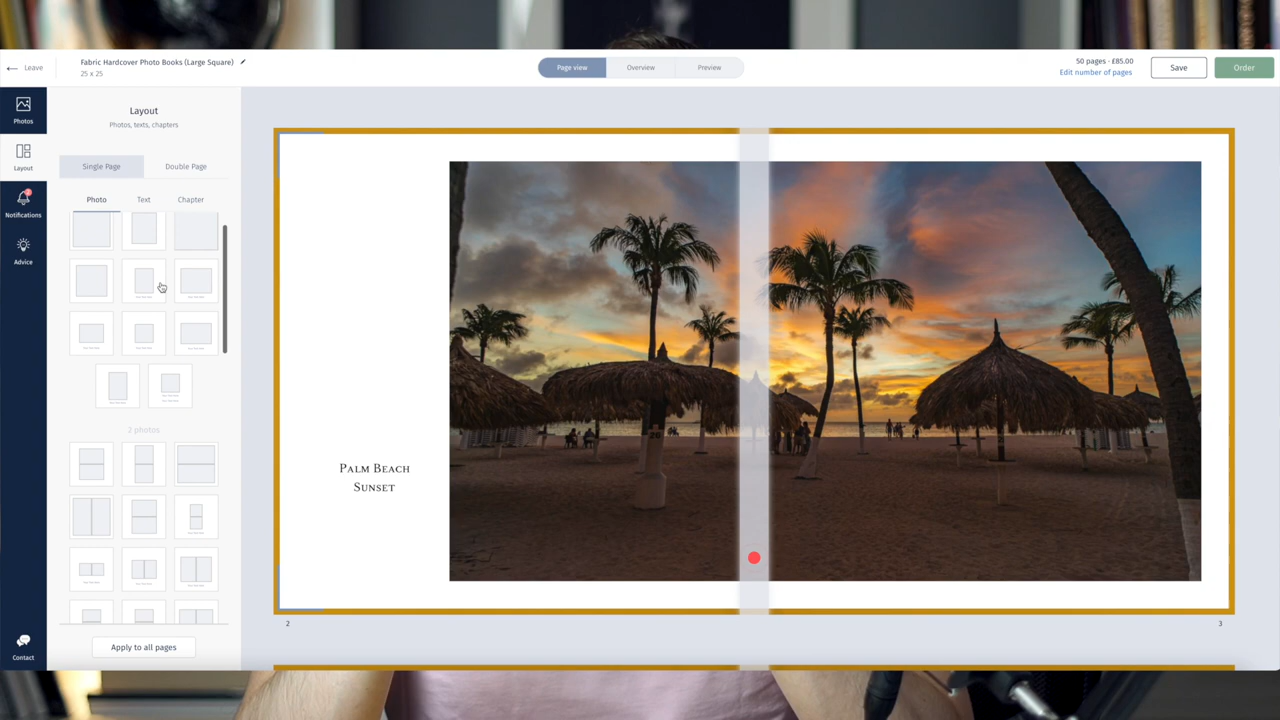 Leave
Fabric Hardcover Photo Books (Large Square)
25 x 25
Page view
Overview
Preview
50 pages · £85.00
Edit number of pages
Save
Order
Photos
Layout
Notifications
Advice
Contact
Layout
Photos, texts, chapters
Single Page
Double Page
Photo
Text
Chapter
2 photos
Apply to all pages
Palm Beach
Sunset
2
3